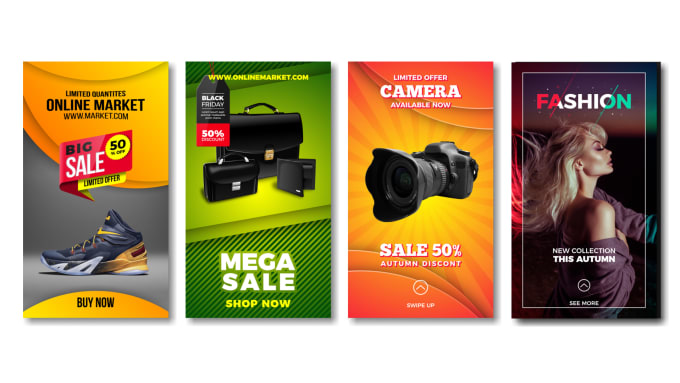 LIMITED QUANTITES
ONLINE MARKET
WWW.MARKET.COM
BIG
SALE
50
% OFF
LIMITED OFFER
BUY NOW
WWW.ONLINEMARKET.COM
BLACK
FRIDAY
50%
DISCOUNT
MEGA
SALE
SHOP NOW
LIMITED OFFER
CAMERA
AVAILABLE NOW
SALE 50%
AUTUMN DISCONT
SWIPE UP
FASHION
NEW COLLECTION
THIS AUTUMN
SEE MORE